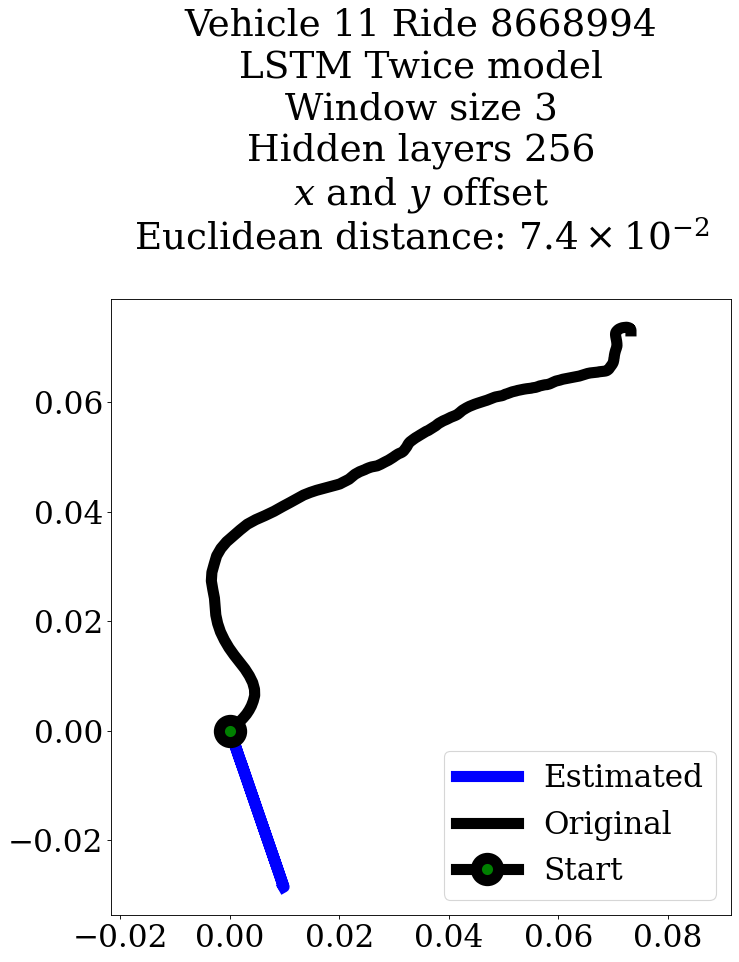 Vehicle 11 Ride 8668994
LSTM Twice model
Window size 3
Hidden layers 256
x and y offset
Euclidean distance: 7.4 × 10⁻²
0.06
0.04
0.02
0.00
−0.02
Estimated
Original
Start
−0.02 0.00 0.02 0.04 0.06 0.08